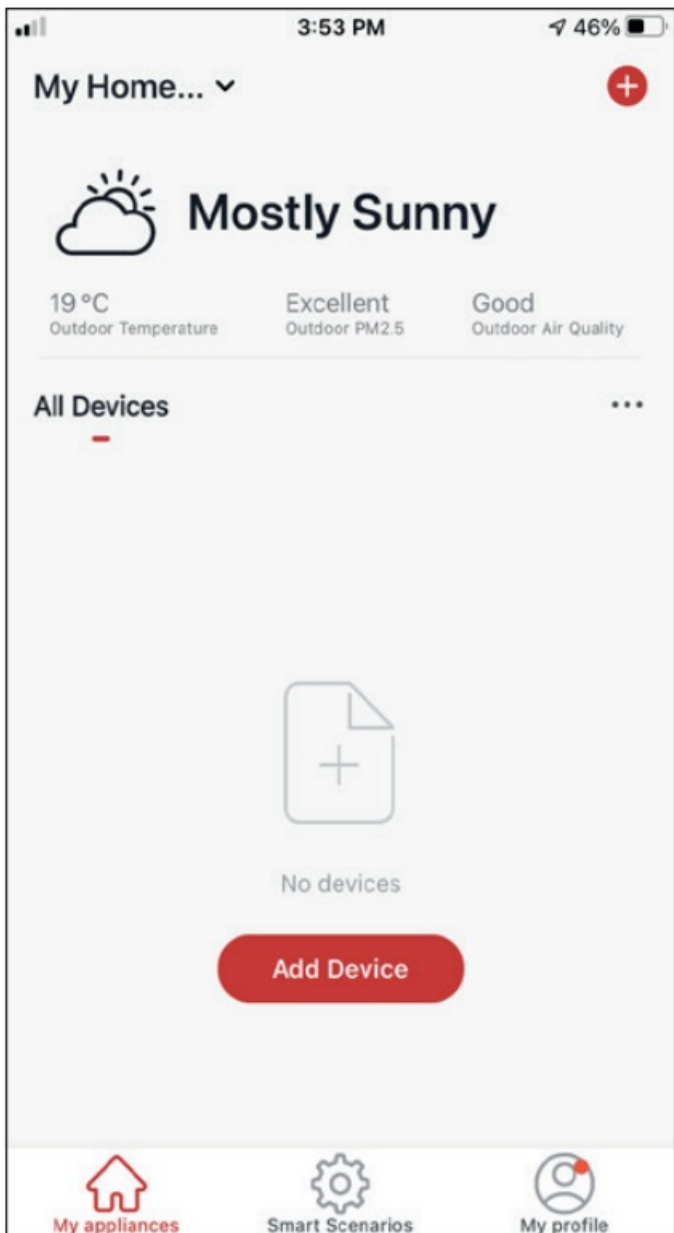 3:53 PM 46%
My Home...
Mostly Sunny
19 °C Excellent Good
Outdoor Temperature Outdoor PM2.5 Outdoor Air Quality
All Devices
No devices
Add Device
My appliances Smart Scenarios My profile